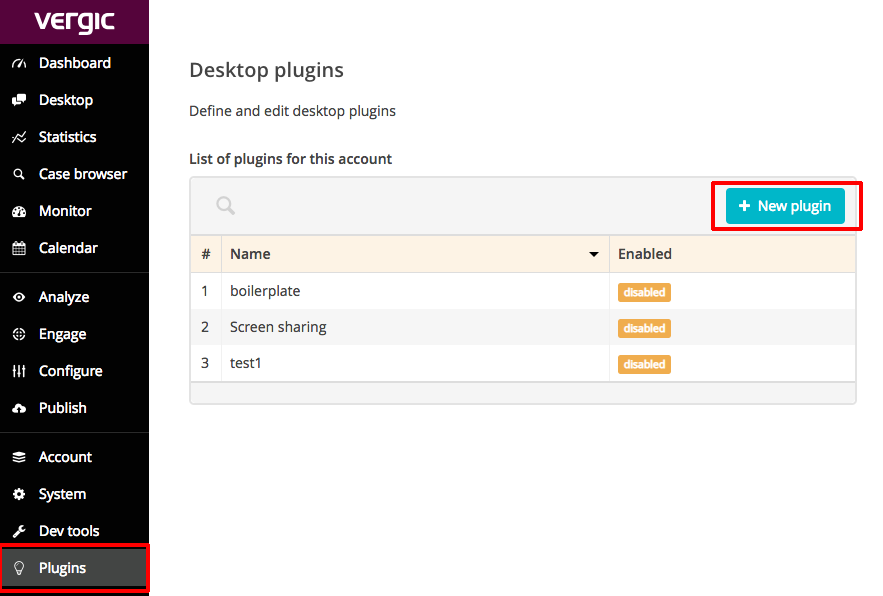 vergic
Dashboard
Desktop
Statistics
Case browser
Monitor
Calendar
Analyze
Engage
Configure
Publish
Account
System
Dev tools
Plugins
Desktop plugins
Define and edit desktop plugins
List of plugins for this account
+ New plugin
# Name Enabled
1 boilerplate disabled
2 Screen sharing disabled
3 test1 disabled